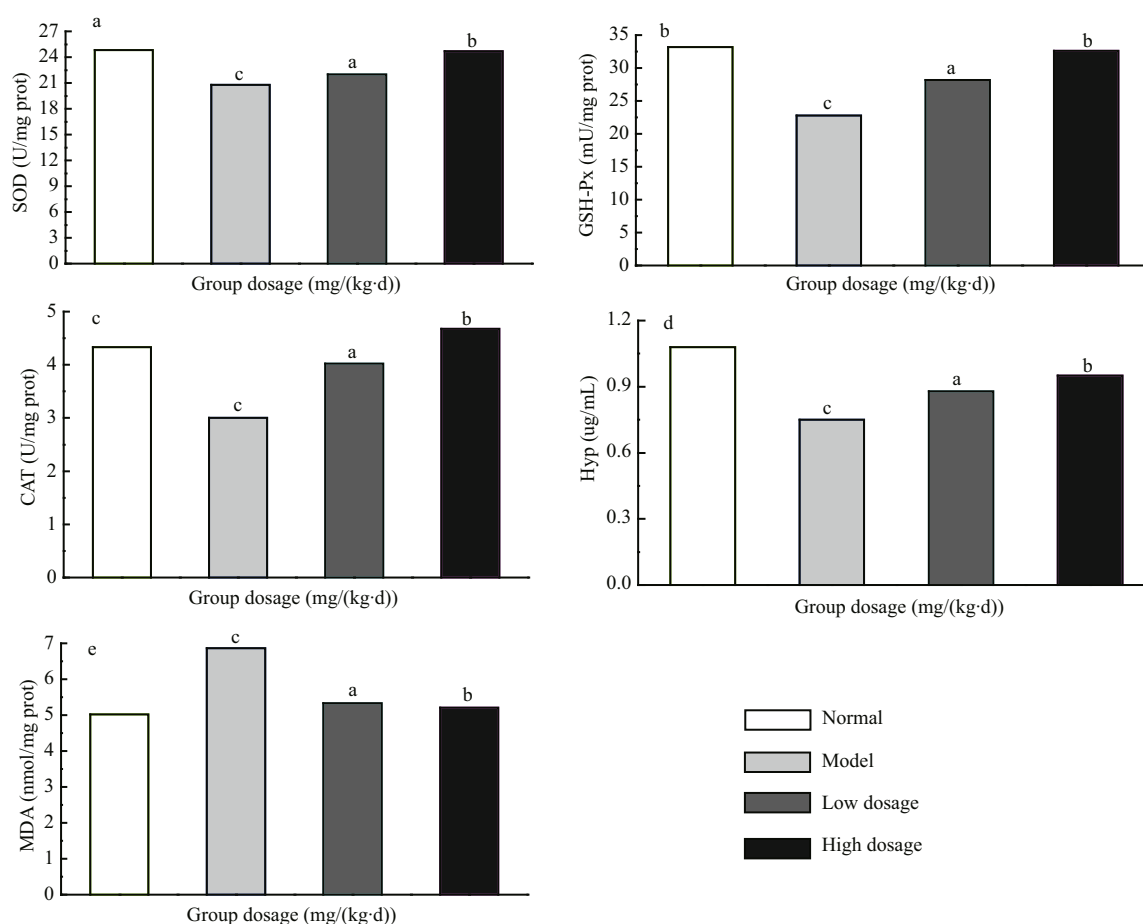 a
27
24
21
18
15
12
9
6
3
0
SOD (U/mg prot)
c
a
b
Group dosage (mg/(kg·d))
b
35
30
25
20
15
10
5
0
GSH-Px (mU/mg prot)
c
a
b
Group dosage (mg/(kg·d))
c
5
4
3
2
1
0
CAT (U/mg prot)
c
a
b
Group dosage (mg/(kg·d))
d
1.2
0.9
0.6
0.3
0.0
Hyp (ug/mL)
c
a
b
Group dosage (mg/(kg·d))
e
7
6
5
4
3
2
1
0
MDA (nmol/mg prot)
c
a
b
Group dosage (mg/(kg·d))
Normal
Model
Low dosage
High dosage